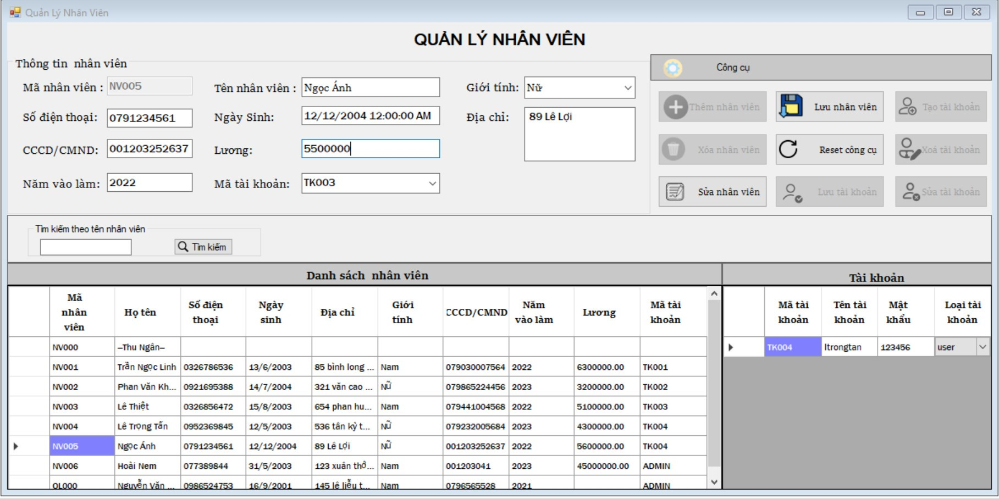 Quản Lý Nhân Viên
QUẢN LÝ NHÂN VIÊN
Thông tin nhân viên
Mã nhân viên : NV005 Tên nhân viên : Ngọc Ánh Giới tính: Nữ
Số điện thoại: 0791234561 Ngày Sinh: 12/12/2004 12:00:00 AM Địa chỉ: 89 Lê Lợi
CCCD/CMND: 001203252637 Lương: 5500000
Năm vào làm: 2022 Mã tài khoản: TK003
Công cụ
Thêm nhân viên Lưu nhân viên Tạo tài khoản
Xóa nhân viên Reset công cụ Xoá tài khoản
Sửa nhân viên Lưu tài khoản Sửa tài khoản
Tìm kiếm theo tên nhân viên
Tìm kiếm
Danh sách nhân viên
Mã nhân viên Họ tên Số điện thoại Ngày sinh Địa chỉ Giới tính CCCD/CMND Năm vào làm Lương Mã tài khoản
NV000 –Thu Ngân–
NV001 Trần Ngọc Linh 0326786536 13/6/2003 85 bình long ... Nam 079030007564 2022 6300000.00 TK001
NV002 Phan Văn Kh... 0921695388 14/7/2004 321 văn cao ... Nữ 079865224456 2023 3200000.00 TK002
NV003 Lê Thiệt 0326856472 15/8/2003 654 phan hu... Nam 079441004568 2022 5100000.00 TK003
NV004 Lê Trọng Tấn 0952369845 12/5/2003 536 tân kỳ t... Nữ 079232005684 2023 4300000.00 TK004
NV005 Ngọc Ánh 0791234561 12/12/2004 89 Lê Lợi Nữ 001203252637 2022 5600000.00 TK004
NV006 Hoài Nem 077389844 31/5/2003 123 xuân thớ... Nam 001203041 2023 45000000.00 ADMIN
QL000 Nguyễn Văn ... 0986524753 16/9/2001 145 lê liễu t... Nam 0796565528 2021 ADMIN
Tài khoản
Mã tài khoản Tên tài khoản Mật khẩu Loại tài khoản
TK004 ltrongtan 123456 user